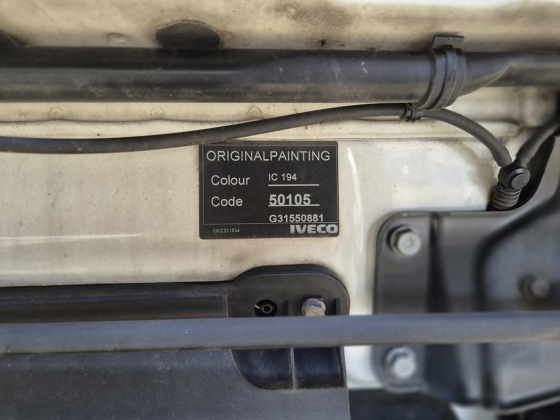 ORIGINALPAINTING
Colour IC 194
Code 50105
G31550881
IVECO